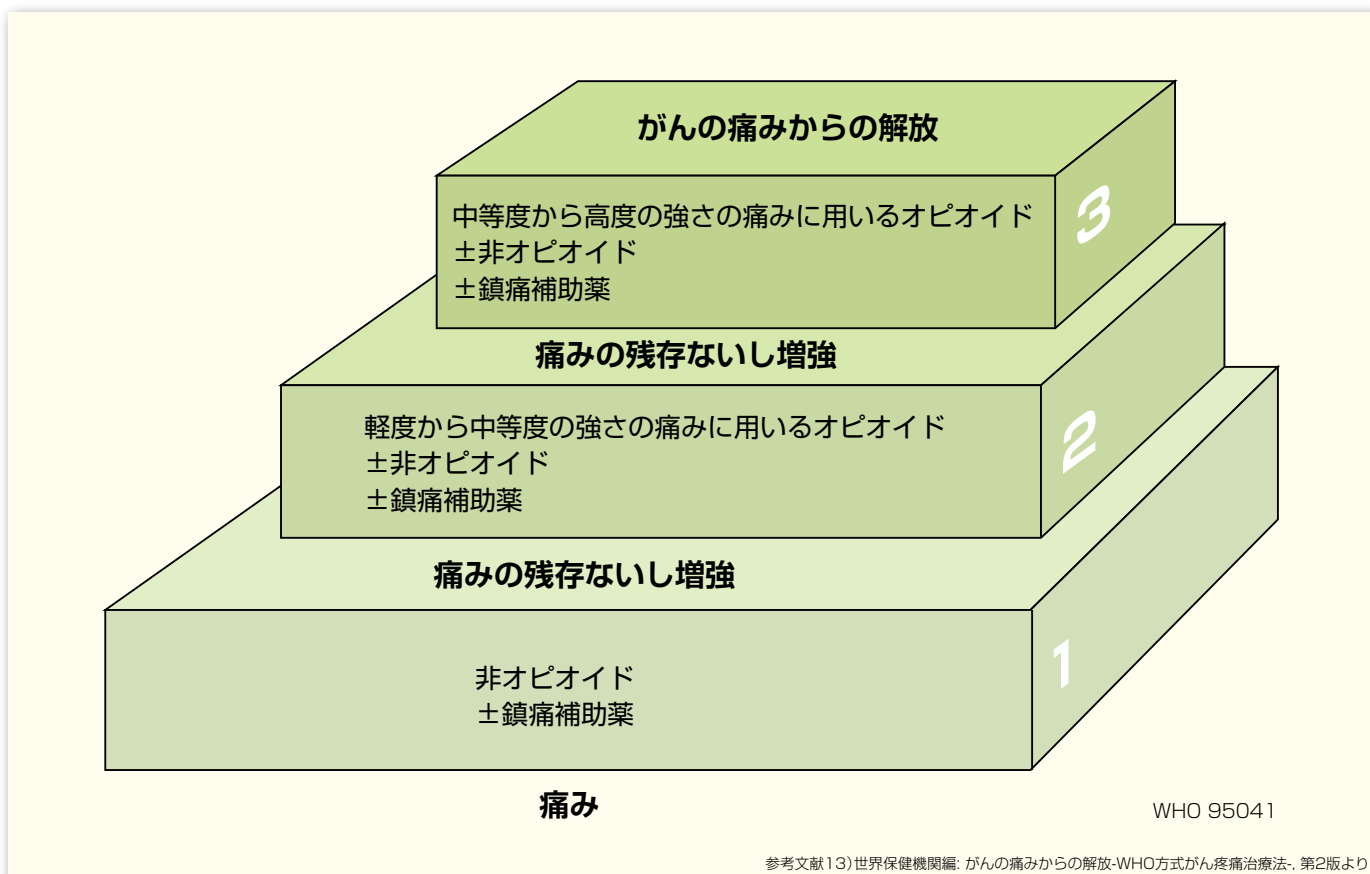 がんの痛みからの解放
中等度から高度の強さの痛みに用いるオピオイド
±非オピオイド
±鎮痛補助薬
3
痛みの残存ないし増強
軽度から中等度の強さの痛みに用いるオピオイド
±非オピオイド
±鎮痛補助薬
2
痛みの残存ないし増強
非オピオイド
±鎮痛補助薬
1
痛み
WHO 95041
参考文献13)世界保健機関編: がんの痛みからの解放-WHO方式がん疼痛治療法-, 第2版より